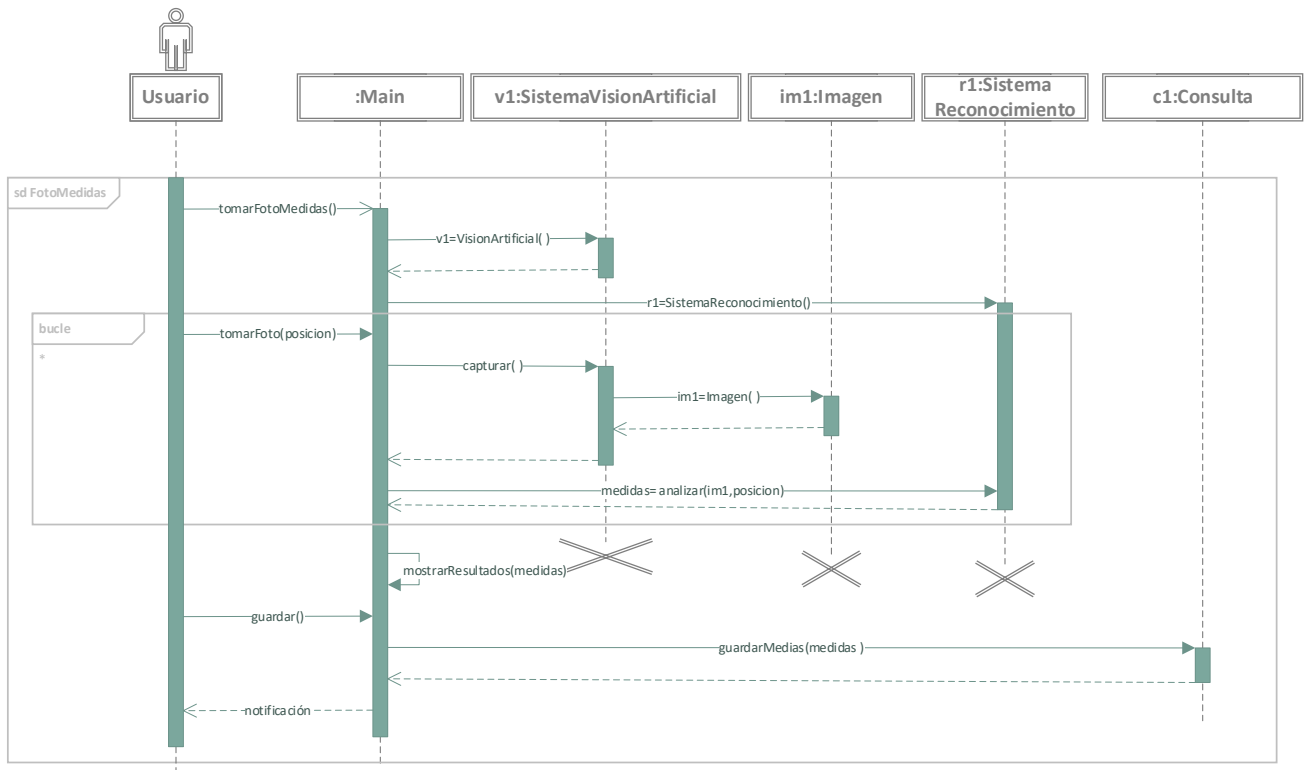 Usuario
:Main
v1:SistemaVisionArtificial
im1:Imagen
r1:Sistema
Reconocimiento
c1:Consulta
sd FotoMedidas
tomarFotoMedidas()
v1=VisionArtificial( )
r1=SistemaReconocimiento()
bucle
tomarFoto(posicion)
*
capturar( )
im1=Imagen( )
medidas= analizar(im1,posicion)
mostrarResultados(medidas)
guardar()
guardarMedias(medidas )
notificación